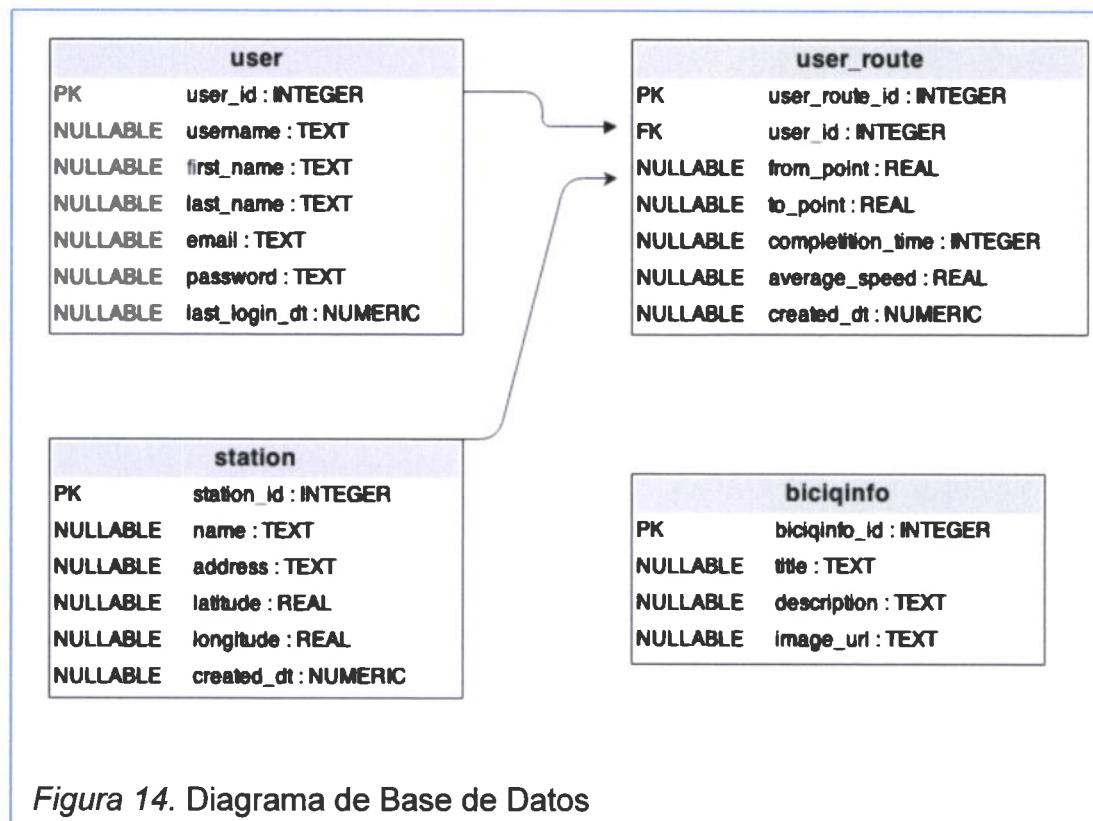 user
PK user_id : INTEGER
NULLABLE username : TEXT
NULLABLE first_name : TEXT
NULLABLE last_name : TEXT
NULLABLE email : TEXT
NULLABLE password : TEXT
NULLABLE last_login_dt : NUMERIC
user_route
PK user_route_id : INTEGER
FK user_id : INTEGER
NULLABLE from_point : REAL
NULLABLE to_point : REAL
NULLABLE completition_time : INTEGER
NULLABLE average_speed : REAL
NULLABLE created_dt : NUMERIC
station
PK station_id : INTEGER
NULLABLE name : TEXT
NULLABLE address : TEXT
NULLABLE latitude : REAL
NULLABLE longitude : REAL
NULLABLE created_dt : NUMERIC
biciqinfo
PK biciqinfo_id : INTEGER
NULLABLE title : TEXT
NULLABLE description : TEXT
NULLABLE image_url : TEXT
Figura 14. Diagrama de Base de Datos